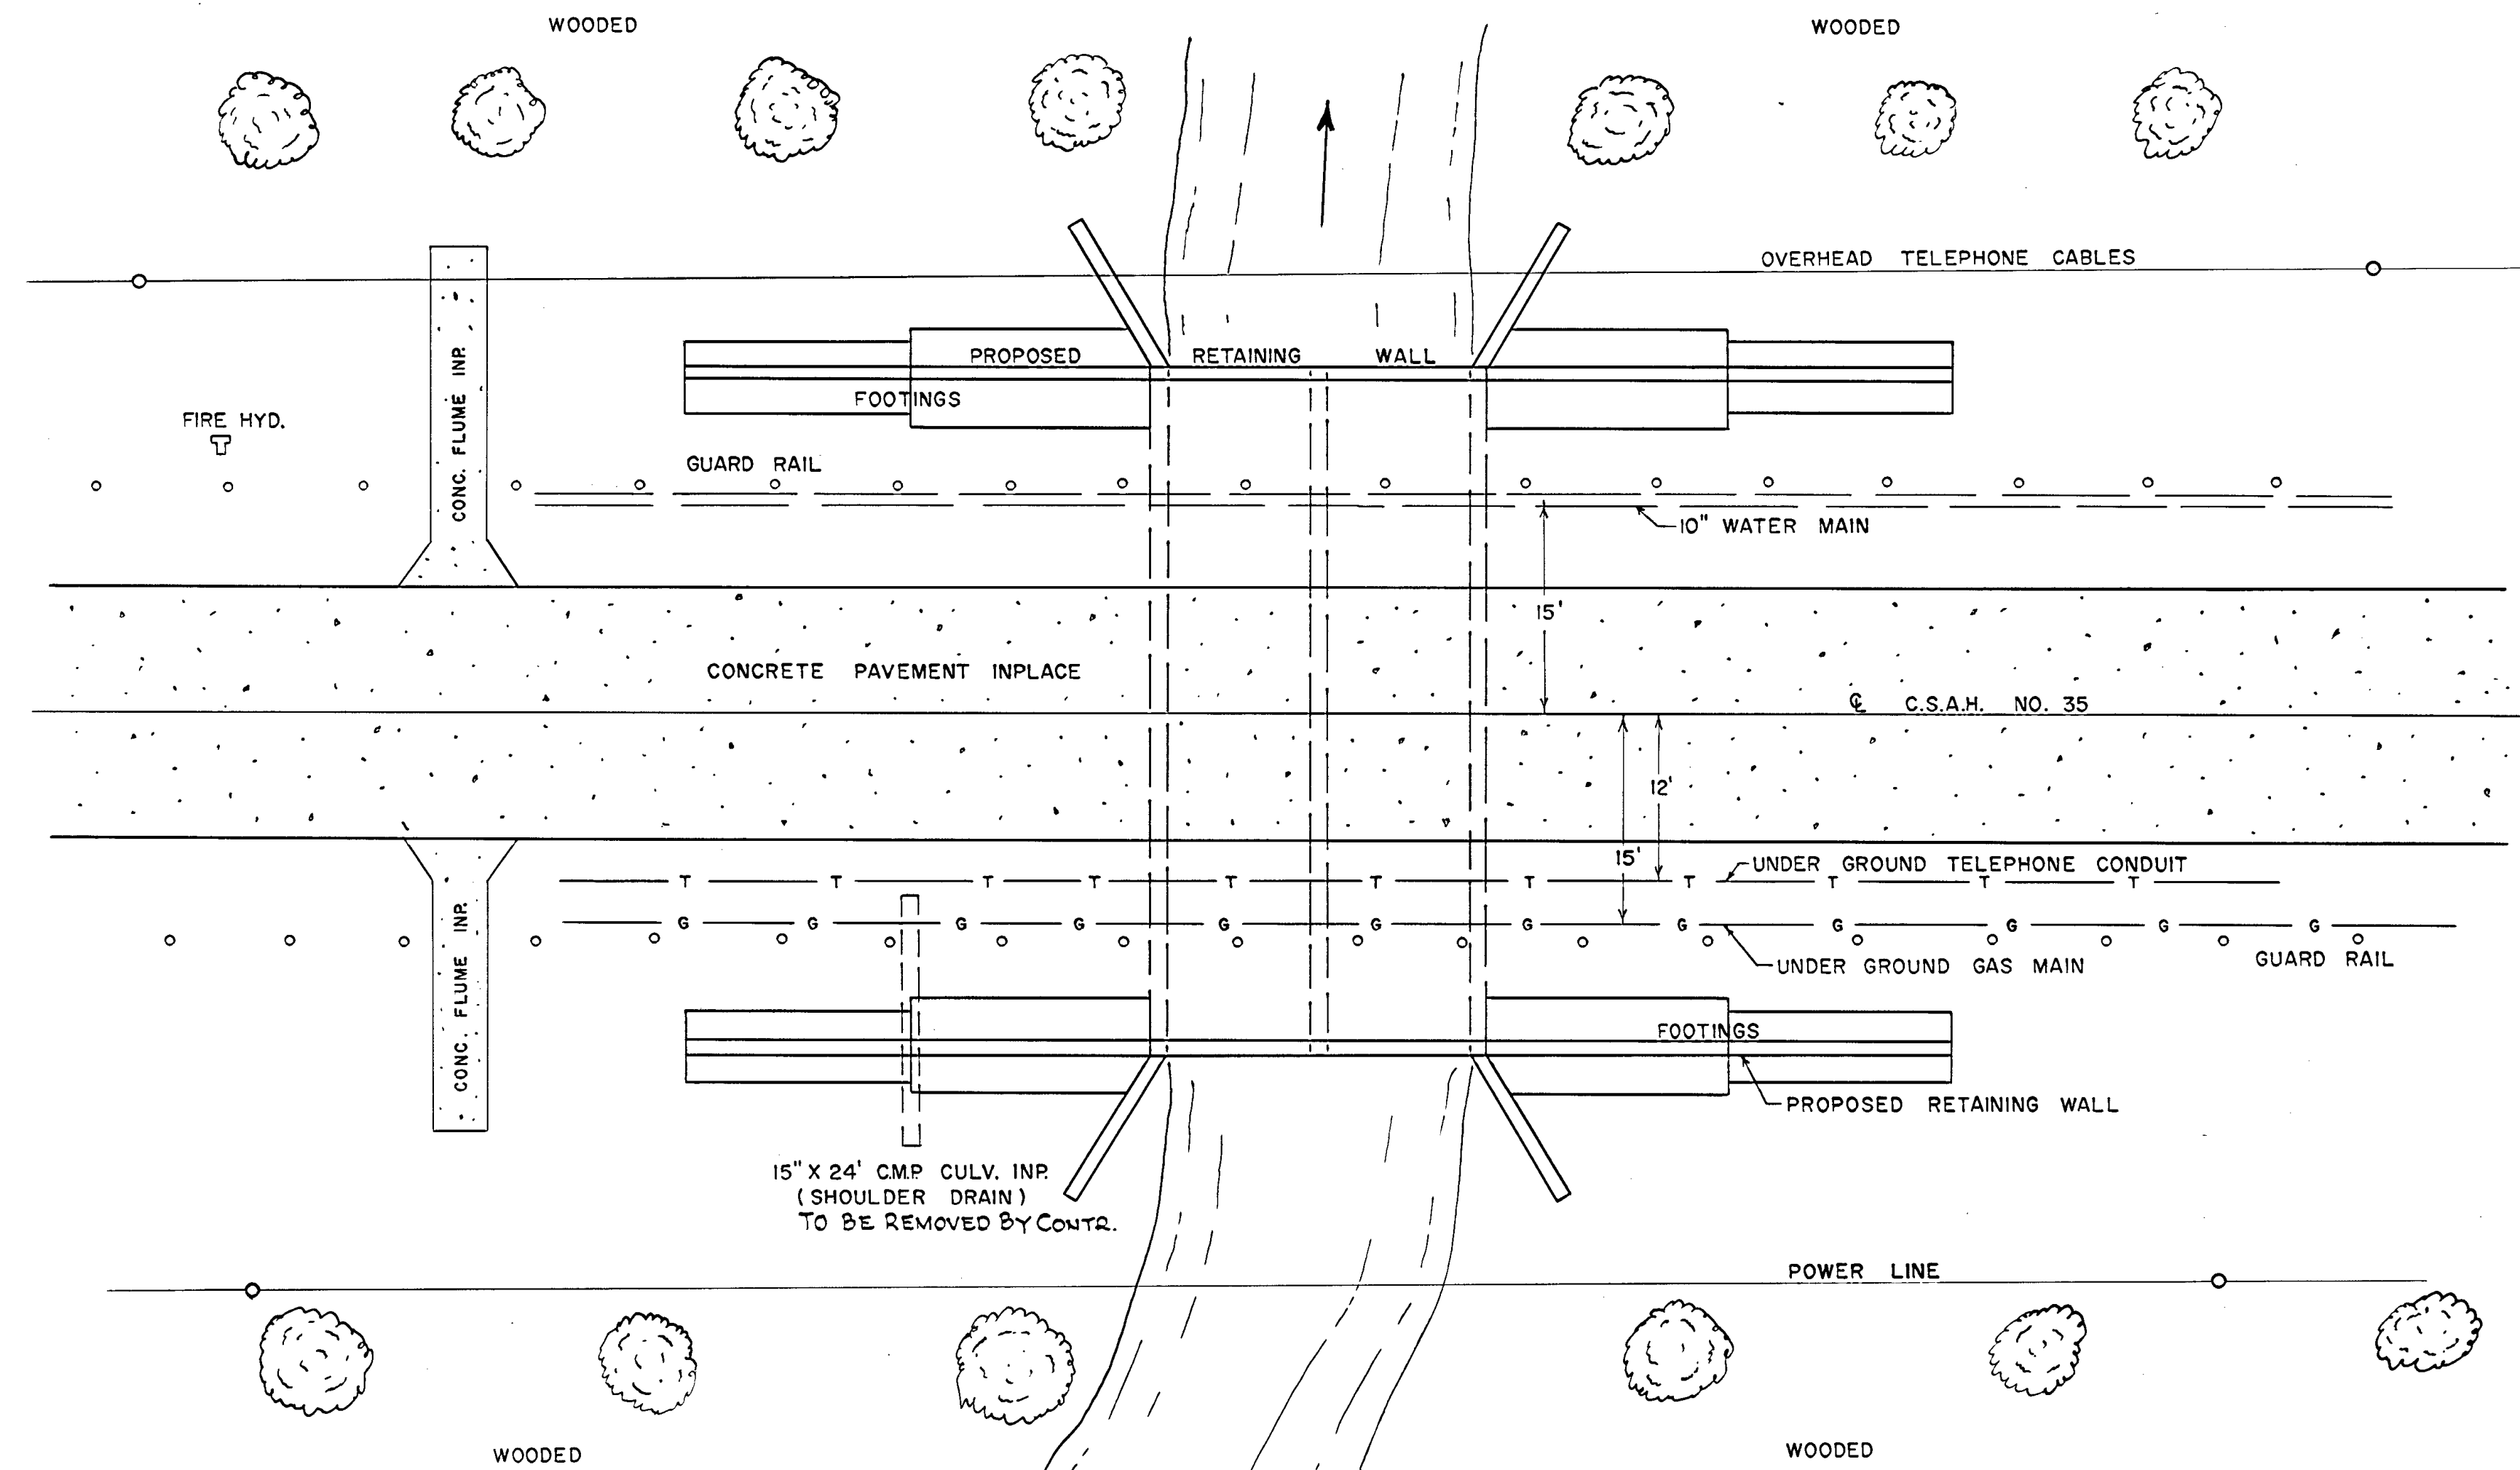 WOODED
WOODED
OVERHEAD TELEPHONE CABLES
PROPOSED RETAINING WALL
FOOTINGS
CONC. FLUME INP.
FIRE HYD.
GUARD RAIL
10" WATER MAIN
15'
CONCRETE PAVEMENT INPLACE
℄ C.S.A.H. NO. 35
12'
15'
UNDER GROUND TELEPHONE CONDUIT
T T T T T T T T T T T
G G G G G G G G G G G G
UNDER GROUND GAS MAIN
GUARD RAIL
CONC. FLUME INP.
FOOTINGS
PROPOSED RETAINING WALL
15" X 24' C.M.P. CULV. INP.
(SHOULDER DRAIN)
TO BE REMOVED BY CONTR.
POWER LINE
WOODED
WOODED